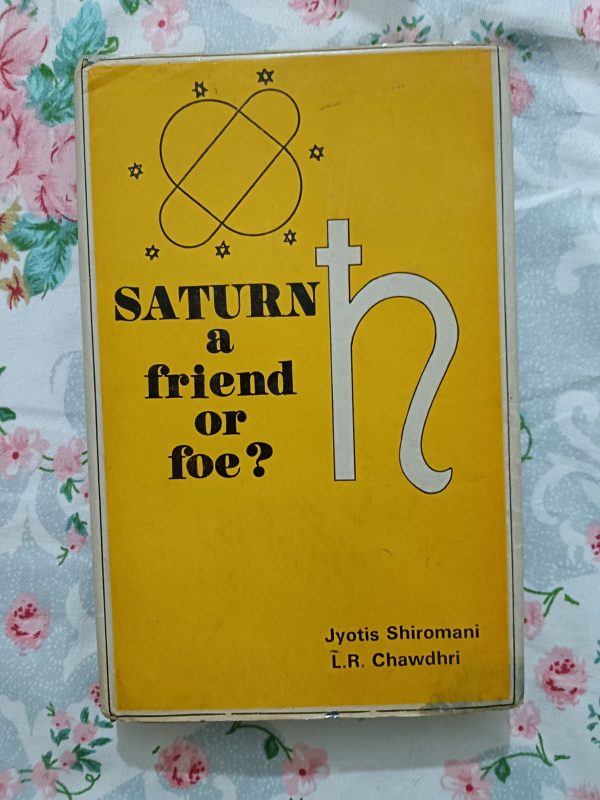 SATURN
a
friend
or
foe?
Jyotis Shiromani
L.R. Chawdhri